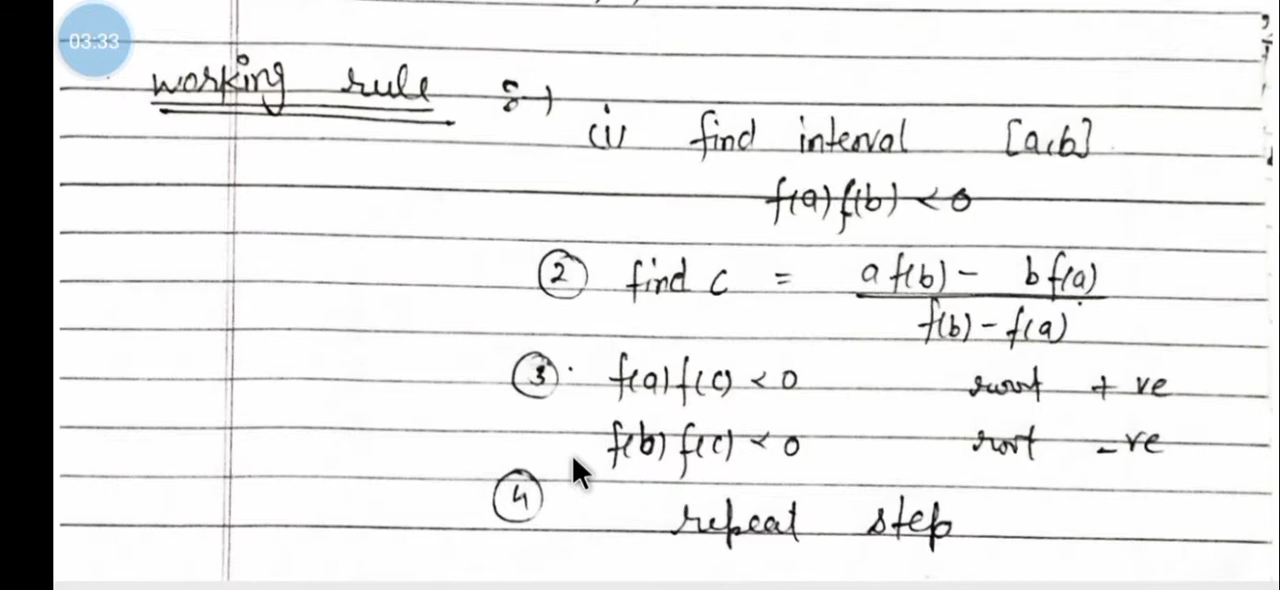 03:33
working rule :→
(i) find interval [a,b]
f(a) f(b) < 0
② find c = a f(b) - b f(a) / f(b) - f(a)
③ f(a) f(c) < 0 root + ve
f(b) f(c) < 0 root - ve
④ repeat step